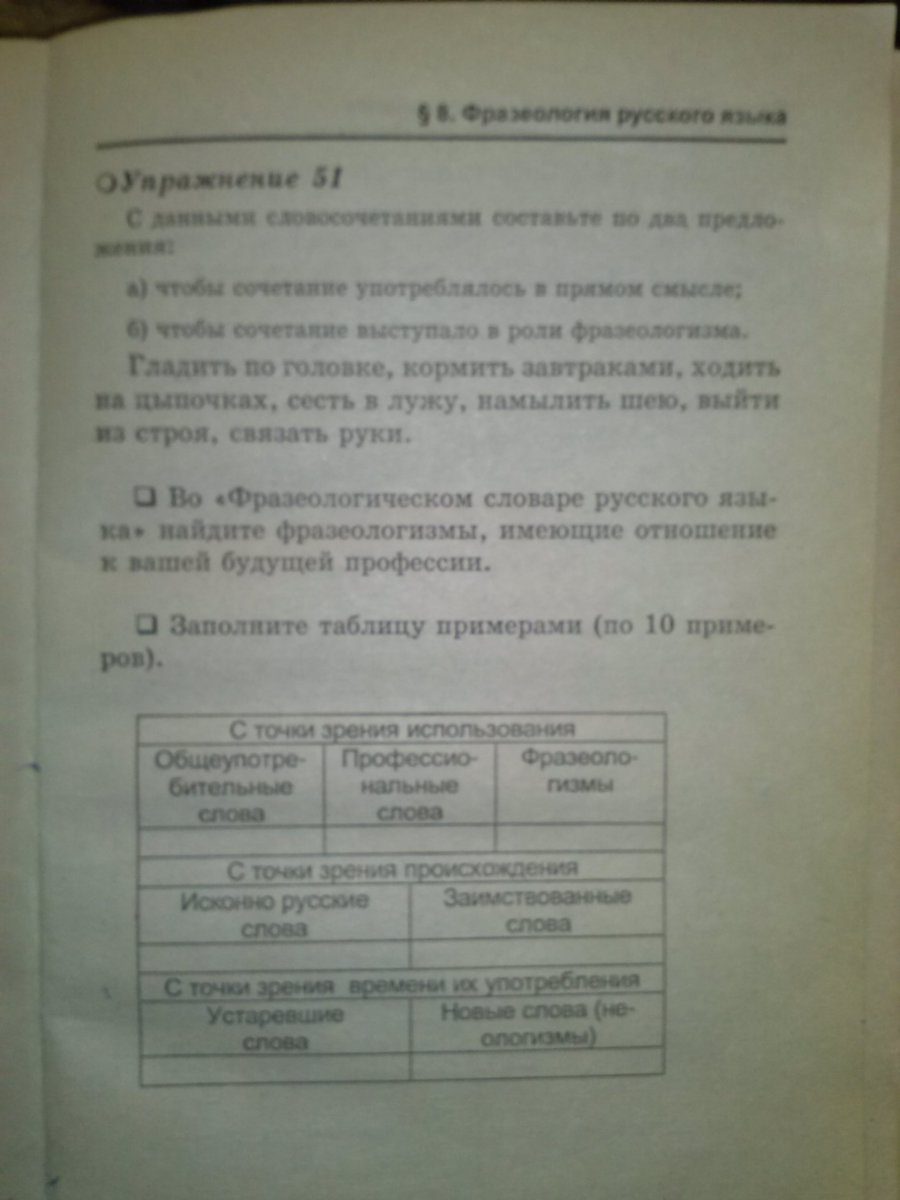 § 8. Фразеология русского языка
Упражнение 51
С данными словосочетаниями составьте по два предло-
жения:
а) чтобы сочетание употреблялось в прямом смысле;
б) чтобы сочетание выступало в роли фразеологизма.
Гладить по головке, кормить завтраками, ходить
на цыпочках, сесть в лужу, намылить шею, выйти
из строя, связать руки.
❏ Во «Фразеологическом словаре русского язы-
ка» найдите фразеологизмы, имеющие отношение
к вашей будущей профессии.
❏ Заполните таблицу примерами (по 10 приме-
ров).
С точки зрения использования
Общеупотре-
бительные
слова
Профессио-
нальные
слова
Фразеоло-
гизмы
С точки зрения происхождения
Исконно русские
слова
Заимствованные
слова
С точки зрения времени их употребления
Устаревшие
слова
Новые слова (не-
ологизмы)